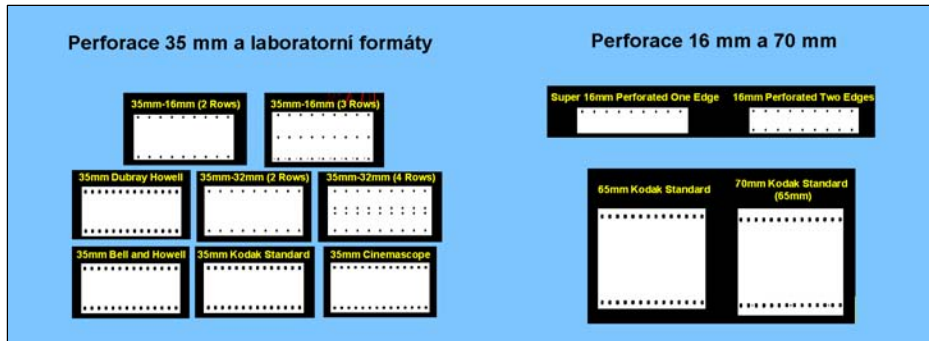 Perforace 35 mm a laboratorní formáty
35mm-16mm (2 Rows)
35mm-16mm (3 Rows)
35mm Dubray Howell
35mm-32mm (2 Rows)
35mm-32mm (4 Rows)
35mm Bell and Howell
35mm Kodak Standard
35mm Cinemascope
Perforace 16 mm a 70 mm
Super 16mm Perforated One Edge
16mm Perforated Two Edges
65mm Kodak Standard
70mm Kodak Standard
(65mm)